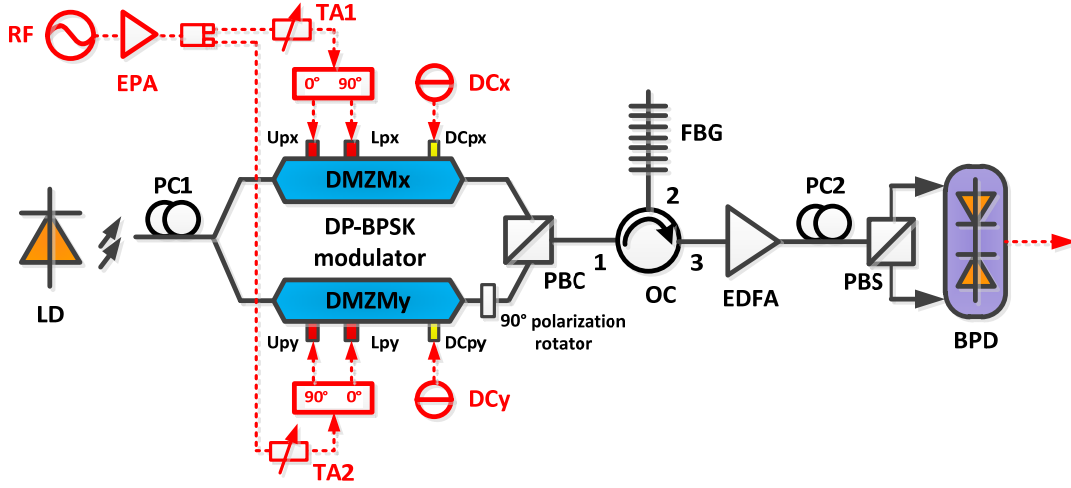 RF
EPA
TA1
0° 90°
DCx
Upx
Lpx
DCpx
DMZMx
PC1
LD
DP-BPSK
modulator
DMZMy
PBC
90° polarization
rotator
Upy
Lpy
DCpy
90° 0°
DCy
TA2
FBG
1
2
3
OC
EDFA
PC2
PBS
BPD